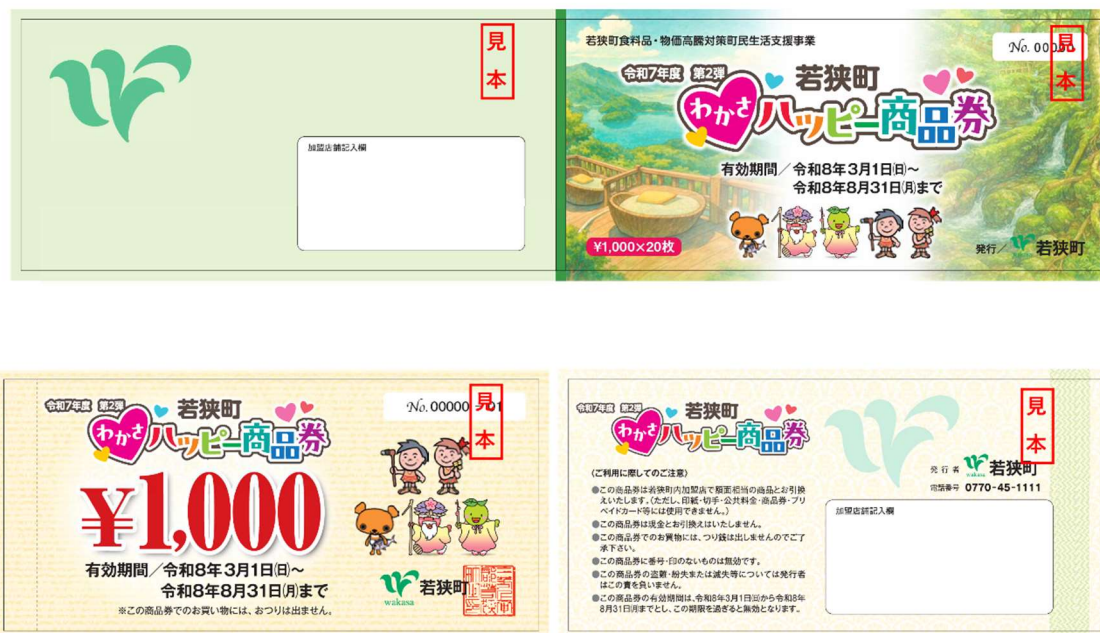 見本
加盟店舗記入欄
若狭町食料品・物価高騰対策町民生活支援事業
No. 00000
見本
令和7年度 第2弾
若狭町
わかさ
ハッピー商品券
有効期間／令和8年3月1日(日)～
令和8年8月31日(月)まで
¥1,000×20枚
発行／
若狭町
令和7年度 第2弾
若狭町
わかさ
ハッピー商品券
No. 00000 - 01
見本
¥1,000
有効期間／令和8年3月1日(日)～
令和8年8月31日(月)まで
※この商品券でのお買い物には、おつりは出ません。
wakasa
若狭町
令和7年度 第2弾
若狭町
わかさ
ハッピー商品券
見本
〈ご利用に際してのご注意〉
●この商品券は若狭町内加盟店で額面相当の商品とお引換
えいたします。(ただし、印紙・切手・公共料金・商品券・プリ
ペイドカード等には使用できません。)
●この商品券は現金とお引換えはいたしません。
●この商品券でのお買物には、つり銭は出しませんのでご了
承下さい。
●この商品券に番号・印のないものは無効です。
●この商品券の盗難・紛失または滅失等については発行者
はこの責を負いません。
●この商品券の有効期間は、令和8年3月1日(日)から令和8年
8月31日(月)までとし、この期限を過ぎると無効となります。
発行者
wakasa
若狭町
電話番号 0770-45-1111
加盟店舗記入欄